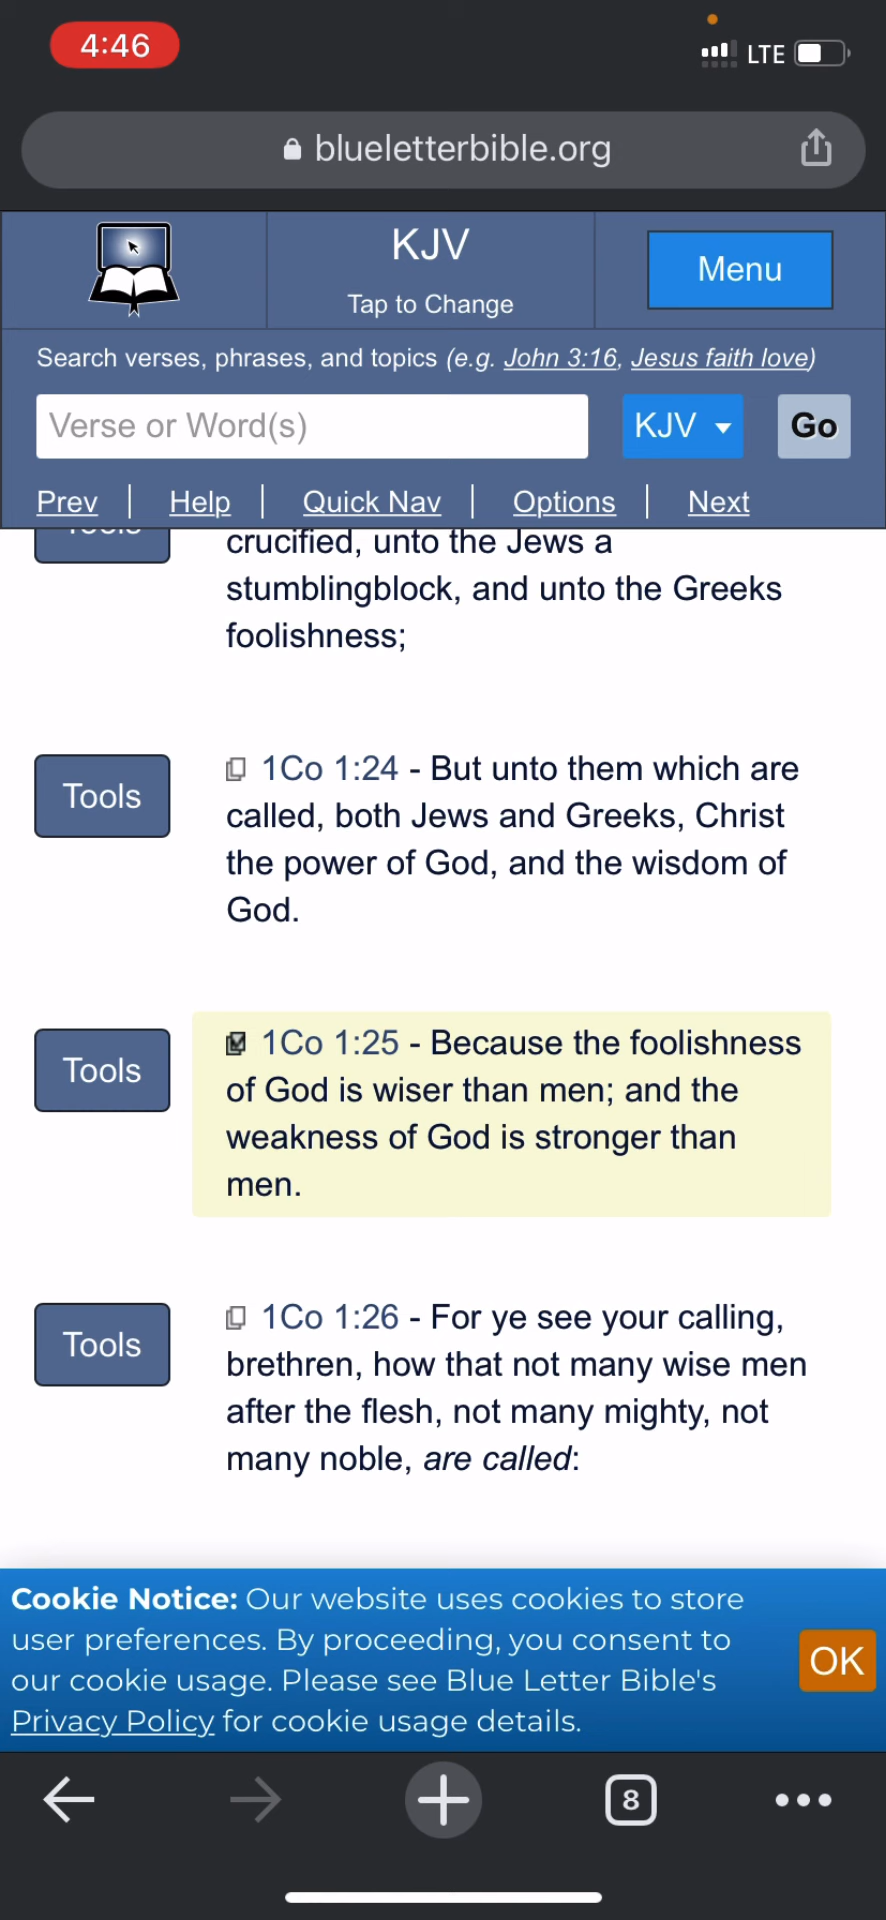 4:46
LTE
blueletterbible.org
KJV
Tap to Change
Menu
Search verses, phrases, and topics (e.g. John 3:16, Jesus faith love)
Verse or Word(s)
KJV
Go
Prev | Help | Quick Nav | Options | Next
Tools
crucified, unto the Jews a
stumblingblock, and unto the Greeks
foolishness;
Tools
1Co 1:24 - But unto them which are
called, both Jews and Greeks, Christ
the power of God, and the wisdom of
God.
Tools
1Co 1:25 - Because the foolishness
of God is wiser than men; and the
weakness of God is stronger than
men.
Tools
1Co 1:26 - For ye see your calling,
brethren, how that not many wise men
after the flesh, not many mighty, not
many noble, are called:
Cookie Notice: Our website uses cookies to store
user preferences. By proceeding, you consent to
our cookie usage. Please see Blue Letter Bible's
Privacy Policy for cookie usage details.
OK
8